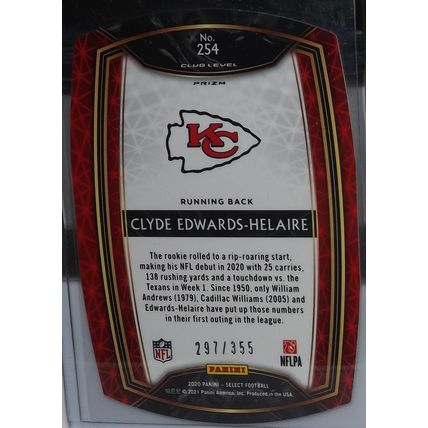 No.
254
CLUB LEVEL
PRIZM
KC
RUNNING BACK
CLYDE EDWARDS-HELAIRE
The rookie rolled to a rip-roaring start,
making his NFL debut in 2020 with 25 carries,
138 rushing yards and a touchdown vs. the
Texans in Week 1. Since 1950, only William
Andrews (1979), Cadillac Williams (2005) and
Edwards-Helaire have put up those numbers
in their first outing in the league.
NFL
297/355
PANINI
NFLPA
2020 PANINI - SELECT FOOTBALL
© 2021 Panini America, Inc. Produced in the USA.